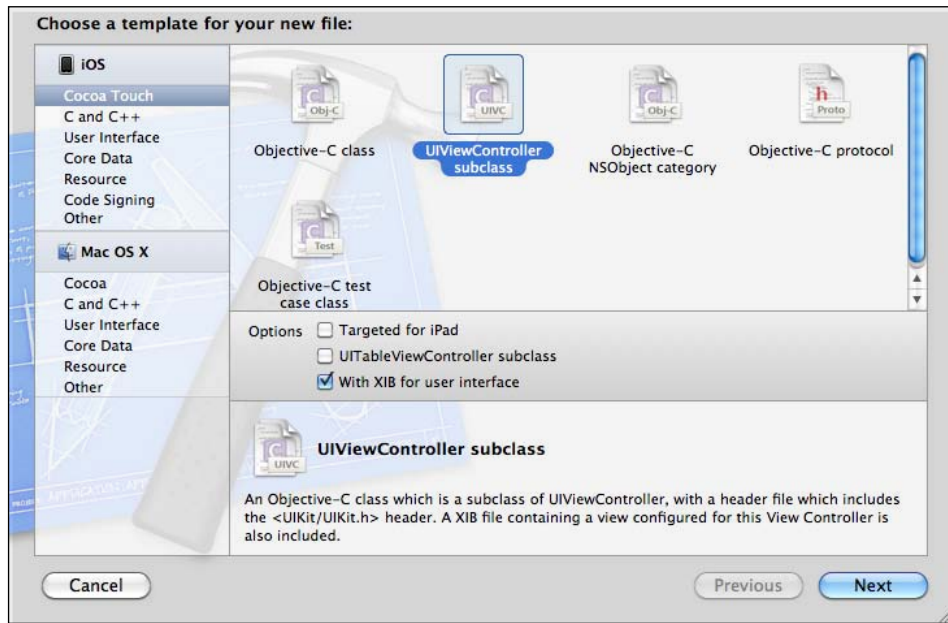 Choose a template for your new file:
iOS
Cocoa Touch
C and C++
User Interface
Core Data
Resource
Code Signing
Other
Mac OS X
Cocoa
C and C++
User Interface
Core Data
Resource
Other
Obj-C
Objective-C class
UIVC
UIViewController
subclass
Obj-C
Objective-C
NSObject category
h
Proto
Objective-C protocol
Test
Objective-C test
case class
Options
Targeted for iPad
UITableViewController subclass
With XIB for user interface
UIVC
UIViewController subclass
An Objective-C class which is a subclass of UIViewController, with a header file which includes
the <UIKit/UIKit.h> header. A XIB file containing a view configured for this View Controller is
also included.
Cancel
Previous
Next